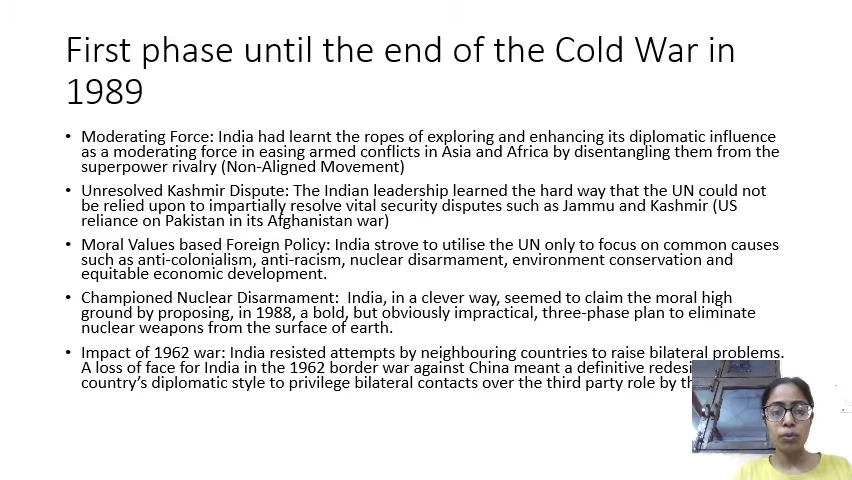 First phase until the end of the Cold War in
1989
• Moderating Force: India had learnt the ropes of exploring and enhancing its diplomatic influence
as a moderating force in easing armed conflicts in Asia and Africa by disentangling them from the
superpower rivalry (Non-Aligned Movement)
• Unresolved Kashmir Dispute: The Indian leadership learned the hard way that the UN could not
be relied upon to impartially resolve vital security disputes such as Jammu and Kashmir (US
reliance on Pakistan in its Afghanistan war)
• Moral Values based Foreign Policy: India strove to utilise the UN only to focus on common causes
such as anti-colonialism, anti-racism, nuclear disarmament, environment conservation and
equitable economic development.
• Championed Nuclear Disarmament: India, in a clever way, seemed to claim the moral high
ground by proposing, in 1988, a bold, but obviously impractical, three-phase plan to eliminate
nuclear weapons from the surface of earth.
• Impact of 1962 war: India resisted attempts by neighbouring countries to raise bilateral problems.
A loss of face for India in the 1962 border war against China meant a definitive
country's diplomatic style to privilege bilateral contacts over the third party role by